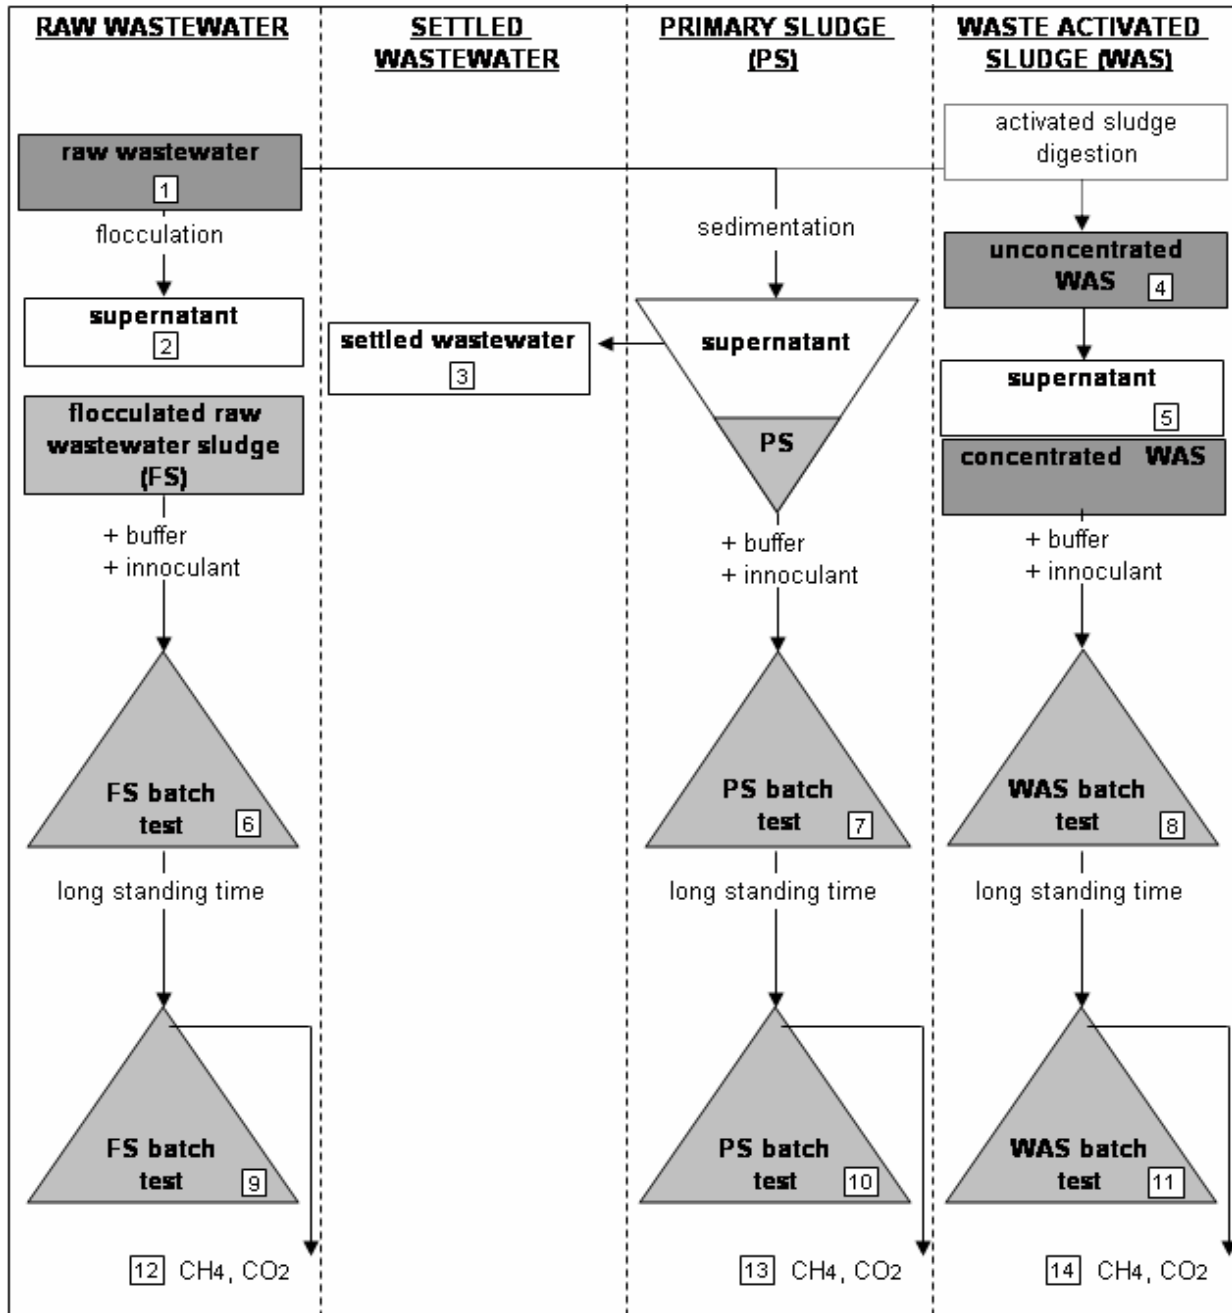 RAW WASTEWATER
SETTLED
WASTEWATER
PRIMARY SLUDGE
(PS)
WASTE ACTIVATED
SLUDGE (WAS)
raw wastewater
1
flocculation
supernatant
2
flocculated raw
wastewater sludge
(FS)
+ buffer
+ innoculant
FS batch
test
6
long standing time
FS batch
test
9
12 CH4, CO2
settled wastewater
3
sedimentation
supernatant
PS
+ buffer
+ innoculant
PS batch
test
7
long standing time
PS batch
test
10
13 CH4, CO2
activated sludge
digestion
unconcentrated
WAS 4
supernatant
5
concentrated WAS
+ buffer
+ innoculant
WAS batch
test
8
long standing time
WAS batch
test
11
14 CH4, CO2